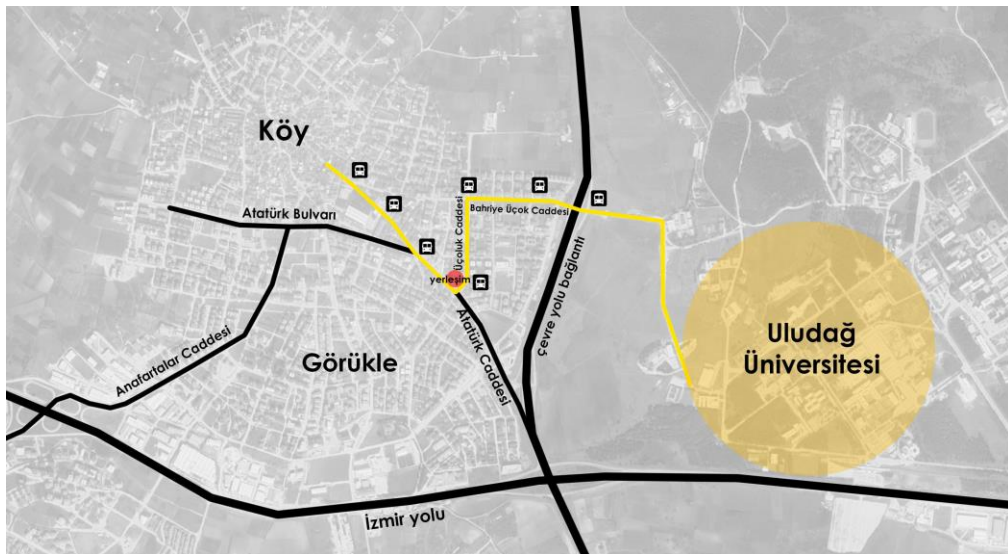 Köy
Atatürk Bulvarı
Üçoluk Caddesi
Bahriye Üçok Caddesi
yerleşim
çevre yolu bağlantı
Anafartalar Caddesi
Görükle
Atatürk Caddesi
Uludağ
Üniversitesi
İzmir yolu